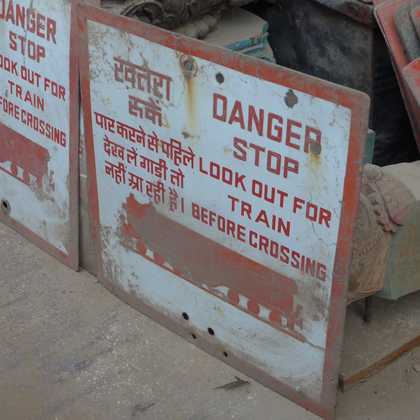 DANGER
STOP
LOOK OUT FOR
TRAIN
BEFORE CROSSING
खतरा
रुकें
पार करने से पहिले
देख लें गाड़ी तो
नहीं आ रही है।
DANGER
STOP
LOOK OUT FOR
TRAIN
BEFORE CROSSING